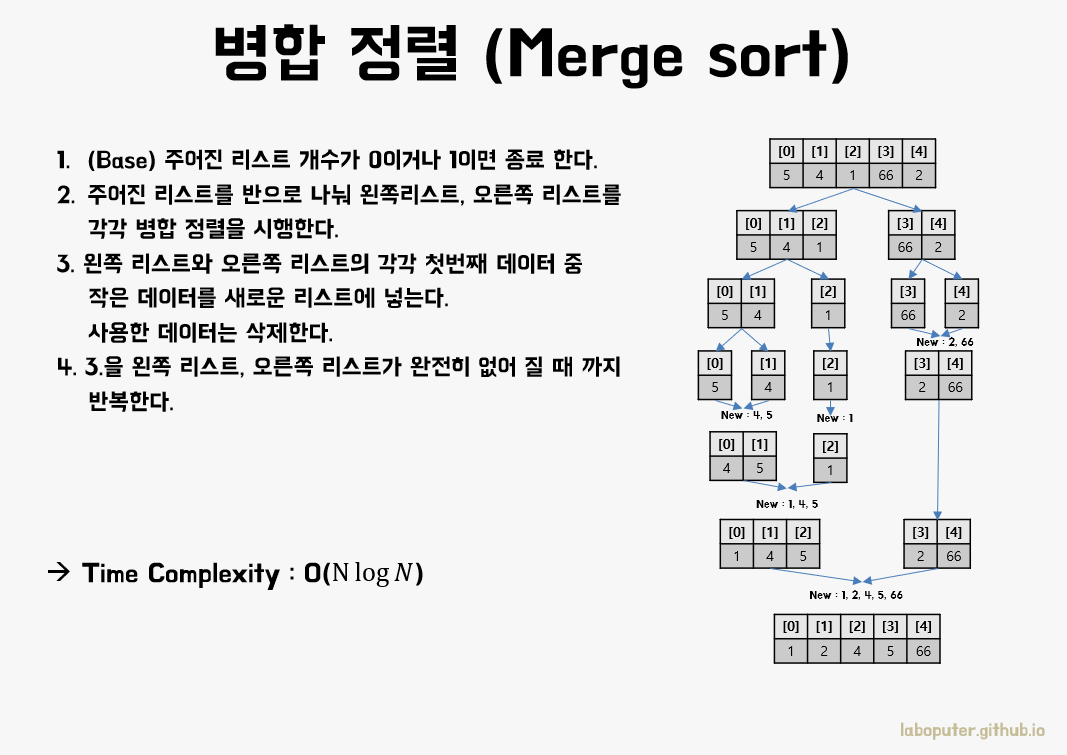 병합 정렬 (Merge sort)
1. (Base) 주어진 리스트 개수가 0이거나 1이면 종료 한다.
2. 주어진 리스트를 반으로 나눠 왼쪽리스트, 오른쪽 리스트를
각각 병합 정렬을 시행한다.
3. 왼쪽 리스트와 오른쪽 리스트의 각각 첫번째 데이터 중
작은 데이터를 새로운 리스트에 넣는다.
사용한 데이터는 삭제한다.
4. 3.을 왼쪽 리스트, 오른쪽 리스트가 완전히 없어 질 때 까지
반복한다.
→ Time Complexity : O(N log N)
[0] [1] [2] [3] [4]
5 4 1 66 2
[0] [1] [2]
5 4 1
[3] [4]
66 2
[0] [1]
5 4
[2]
1
[3]
66
[4]
2
New : 2, 66
[0]
5
[1]
4
[2]
1
[3] [4]
2 66
New : 4, 5
New : 1
[0] [1]
4 5
[2]
1
New : 1, 4, 5
[0] [1] [2]
1 4 5
[3] [4]
2 66
New : 1, 2, 4, 5, 66
[0] [1] [2] [3] [4]
1 2 4 5 66
laboputer.github.io